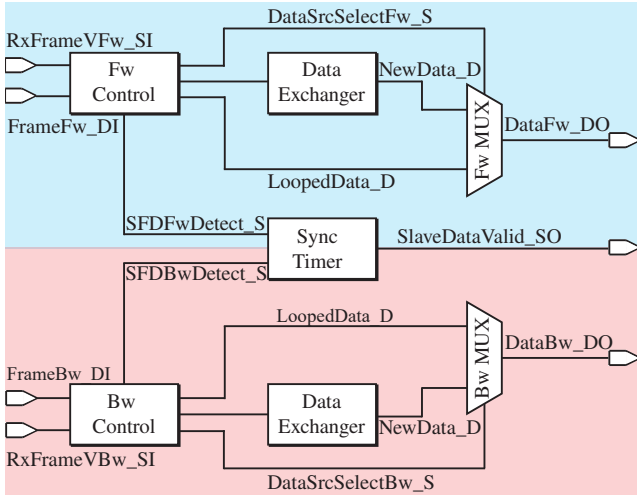 DataSrcSelectFw_S
RxFrameVFw_SI
Fw
Control
Data
Exchanger
NewData_D
Fw MUX
DataFw_DO
FrameFw_DI
LoopedData_D
SFDFwDetect_S
Sync
Timer
SlaveDataValid_SO
SFDBwDetect_S
LoopedData_D
Bw MUX
DataBw_DO
FrameBw_DI
Bw
Control
Data
Exchanger
NewData_D
RxFrameVBw_SI
DataSrcSelectBw_S